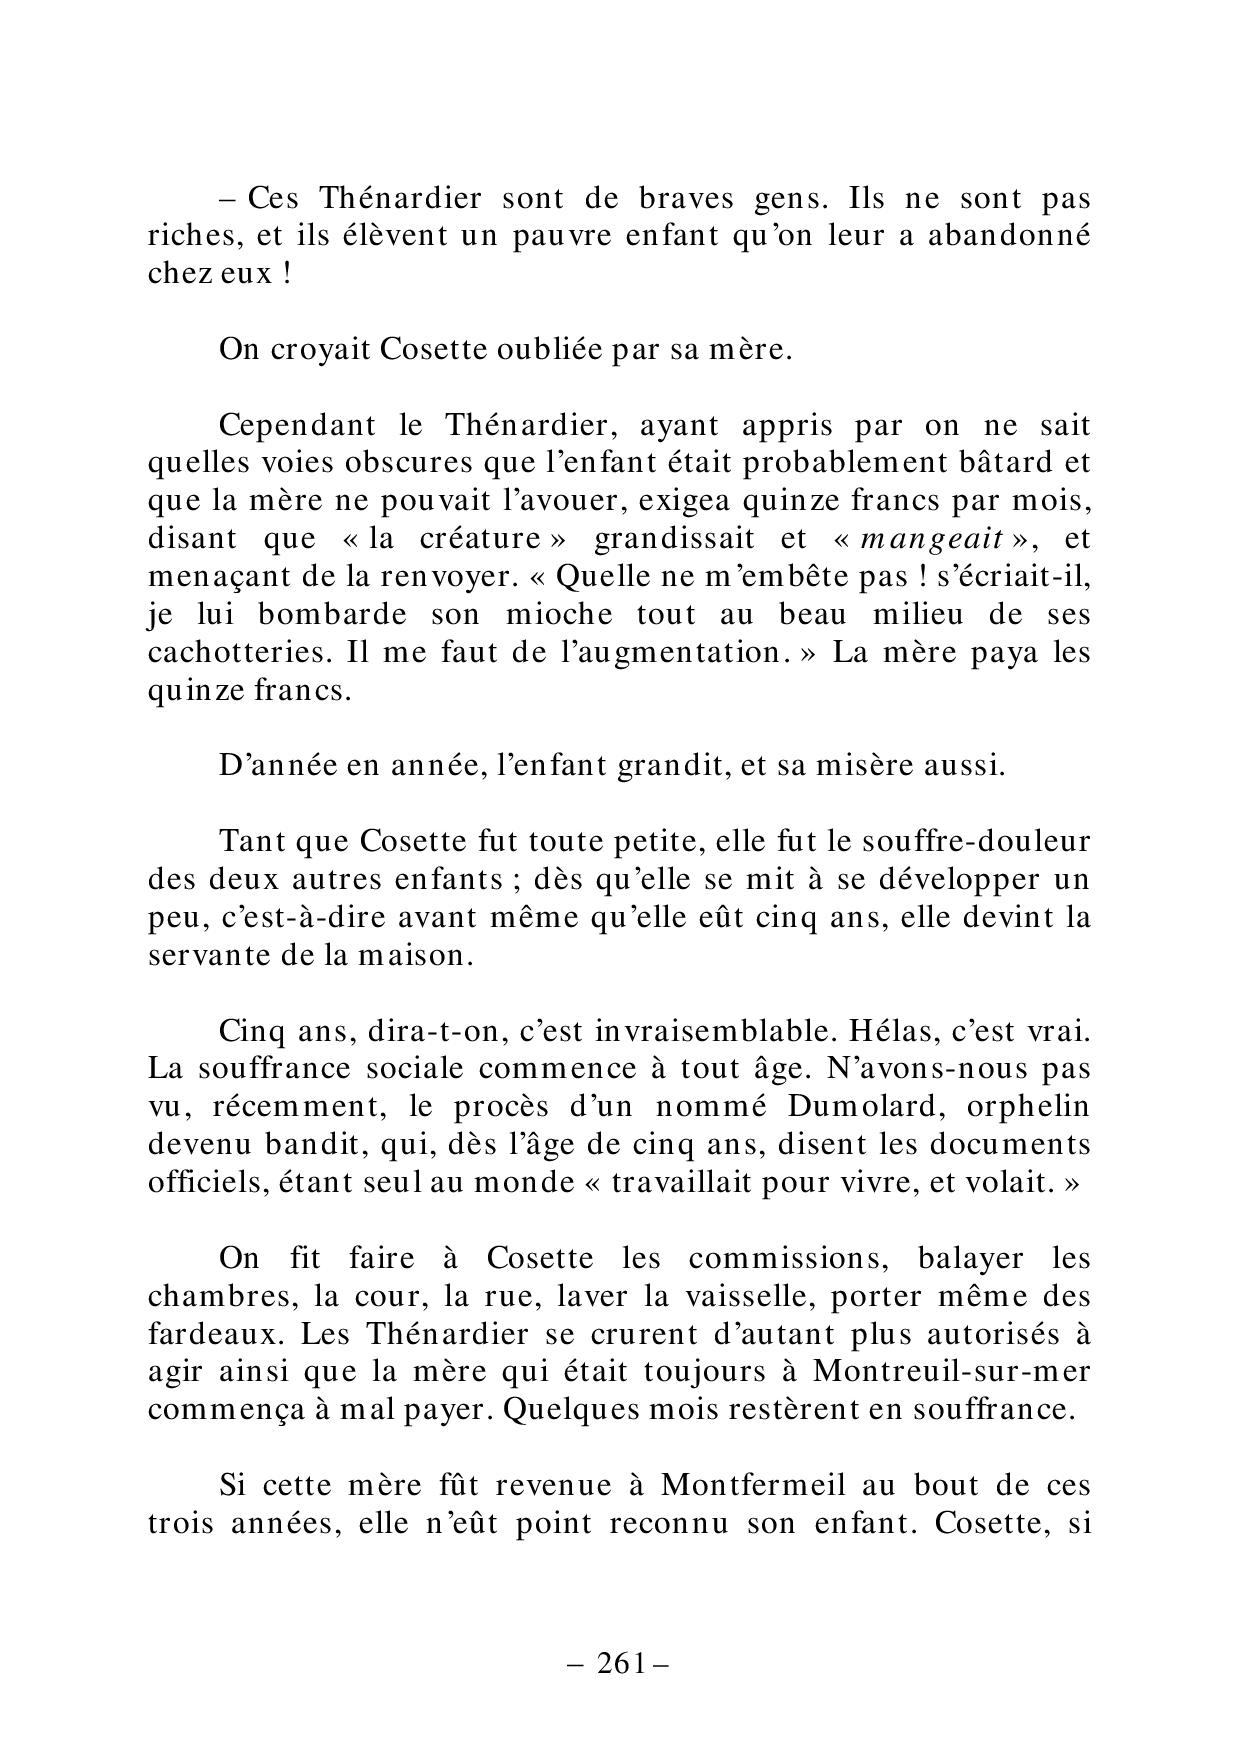 – Ces Thénardier sont de braves gens. Ils ne sont pas
riches, et ils élèvent un pauvre enfant qu’on leur a abandonné
chez eux !
On croyait Cosette oubliée par sa mère.
Cependant le Thénardier, ayant appris par on ne sait
quelles voies obscures que l’enfant était probablement bâtard et
que la mère ne pouvait l’avouer, exigea quinze francs par mois,
disant que « la créature » grandissait et « mangeait », et
menaçant de la renvoyer. « Quelle ne m’embête pas ! s’écriait-il,
je lui bombarde son mioche tout au beau milieu de ses
cachotteries. Il me faut de l’augmentation. » La mère paya les
quinze francs.
D’année en année, l’enfant grandit, et sa misère aussi.
Tant que Cosette fut toute petite, elle fut le souffre-douleur
des deux autres enfants ; dès qu’elle se mit à se développer un
peu, c’est-à-dire avant même qu’elle eût cinq ans, elle devint la
servante de la maison.
Cinq ans, dira-t-on, c’est invraisemblable. Hélas, c’est vrai.
La souffrance sociale commence à tout âge. N’avons-nous pas
vu, récemment, le procès d’un nommé Dumolard, orphelin
devenu bandit, qui, dès l’âge de cinq ans, disent les documents
officiels, étant seul au monde « travaillait pour vivre, et volait. »
On fit faire à Cosette les commissions, balayer les
chambres, la cour, la rue, laver la vaisselle, porter même des
fardeaux. Les Thénardier se crurent d’autant plus autorisés à
agir ainsi que la mère qui était toujours à Montreuil-sur-mer
commença à mal payer. Quelques mois restèrent en souffrance.
Si cette mère fût revenue à Montfermeil au bout de ces
trois années, elle n’eût point reconnu son enfant. Cosette, si
– 261 –